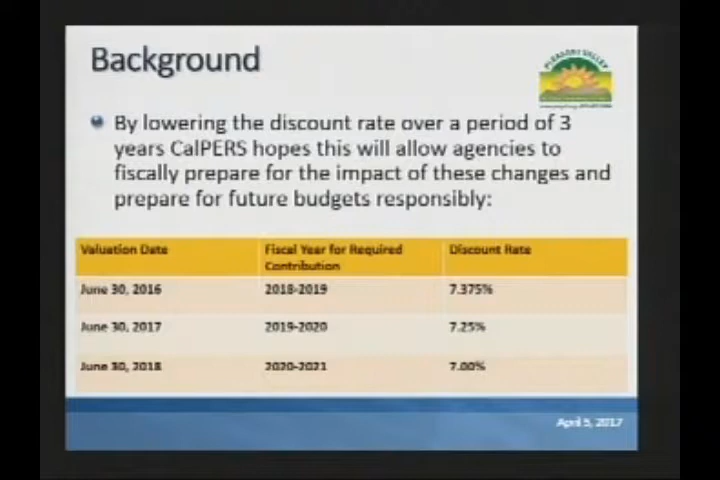 Background
PLEASANT VALLEY
By lowering the discount rate over a period of 3
years CalPERS hopes this will allow agencies to
fiscally prepare for the impact of these changes and
prepare for future budgets responsibly:
Valuation Date Fiscal Year for Required Contribution Discount Rate
June 30, 2016 2018-2019 7.375%
June 30, 2017 2019-2020 7.25%
June 30, 2018 2020-2021 7.00%
April 5, 2017